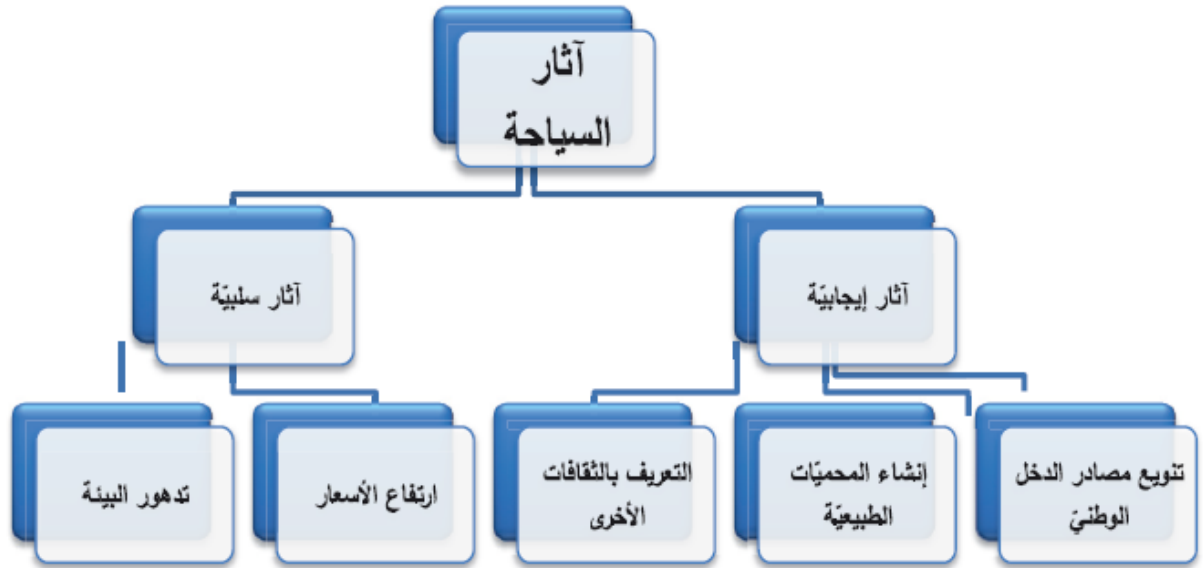 آثار
السياحة
آثار إيجابيّة
آثار سلبيّة
تنويع مصادر الدخل
الوطنيّ
إنشاء المحميّات
الطبيعيّة
التعريف بالثقافات
الأخرى
ارتفاع الأسعار
تدهور البيئة